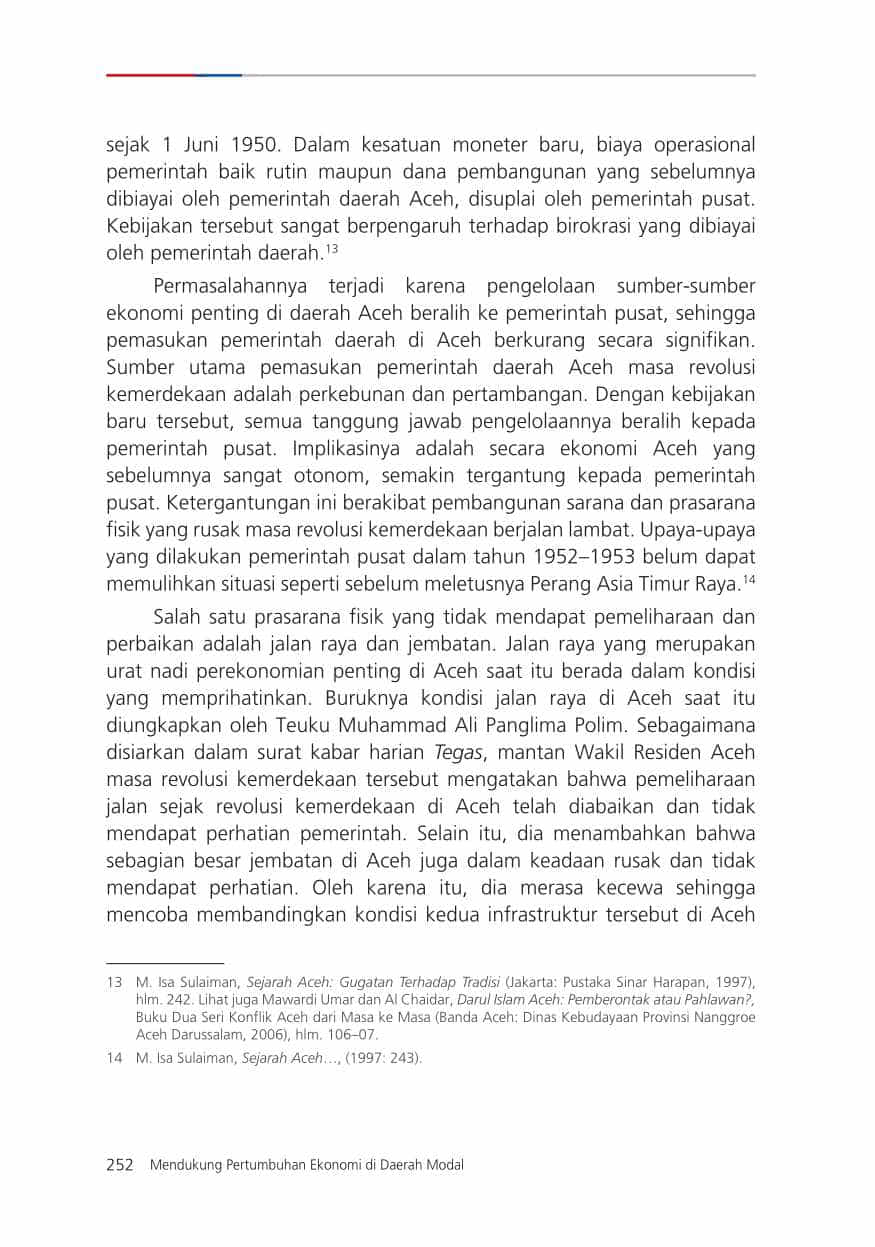 sejak 1 Juni 1950. Dalam kesatuan moneter baru, biaya operasional
pemerintah baik rutin maupun dana pembangunan yang sebelumnya
dibiayai oleh pemerintah daerah Aceh, disuplai oleh pemerintah pusat.
Kebijakan tersebut sangat berpengaruh terhadap birokrasi yang dibiayai
oleh pemerintah daerah.¹³
Permasalahannya terjadi karena pengelolaan sumber-sumber
ekonomi penting di daerah Aceh beralih ke pemerintah pusat, sehingga
pemasukan pemerintah daerah di Aceh berkurang secara signifikan.
Sumber utama pemasukan pemerintah daerah Aceh masa revolusi
kemerdekaan adalah perkebunan dan pertambangan. Dengan kebijakan
baru tersebut, semua tanggung jawab pengelolaannya beralih kepada
pemerintah pusat. Implikasinya adalah secara ekonomi Aceh yang
sebelumnya sangat otonom, semakin tergantung kepada pemerintah
pusat. Ketergantungan ini berakibat pembangunan sarana dan prasarana
fisik yang rusak masa revolusi kemerdekaan berjalan lambat. Upaya-upaya
yang dilakukan pemerintah pusat dalam tahun 1952–1953 belum dapat
memulihkan situasi seperti sebelum meletusnya Perang Asia Timur Raya.¹⁴
Salah satu prasarana fisik yang tidak mendapat pemeliharaan dan
perbaikan adalah jalan raya dan jembatan. Jalan raya yang merupakan
urat nadi perekonomian penting di Aceh saat itu berada dalam kondisi
yang memprihatinkan. Buruknya kondisi jalan raya di Aceh saat itu
diungkapkan oleh Teuku Muhammad Ali Panglima Polim. Sebagaimana
disiarkan dalam surat kabar harian Tegas, mantan Wakil Residen Aceh
masa revolusi kemerdekaan tersebut mengatakan bahwa pemeliharaan
jalan sejak revolusi kemerdekaan di Aceh telah diabaikan dan tidak
mendapat perhatian pemerintah. Selain itu, dia menambahkan bahwa
sebagian besar jembatan di Aceh juga dalam keadaan rusak dan tidak
mendapat perhatian. Oleh karena itu, dia merasa kecewa sehingga
mencoba membandingkan kondisi kedua infrastruktur tersebut di Aceh
13 M. Isa Sulaiman, Sejarah Aceh: Gugatan Terhadap Tradisi (Jakarta: Pustaka Sinar Harapan, 1997),
hlm. 242. Lihat juga Mawardi Umar dan Al Chaidar, Darul Islam Aceh: Pemberontak atau Pahlawan?,
Buku Dua Seri Konflik Aceh dari Masa ke Masa (Banda Aceh: Dinas Kebudayaan Provinsi Nanggroe
Aceh Darussalam, 2006), hlm. 106–07.
14 M. Isa Sulaiman, Sejarah Aceh…, (1997: 243).
252 Mendukung Pertumbuhan Ekonomi di Daerah Modal